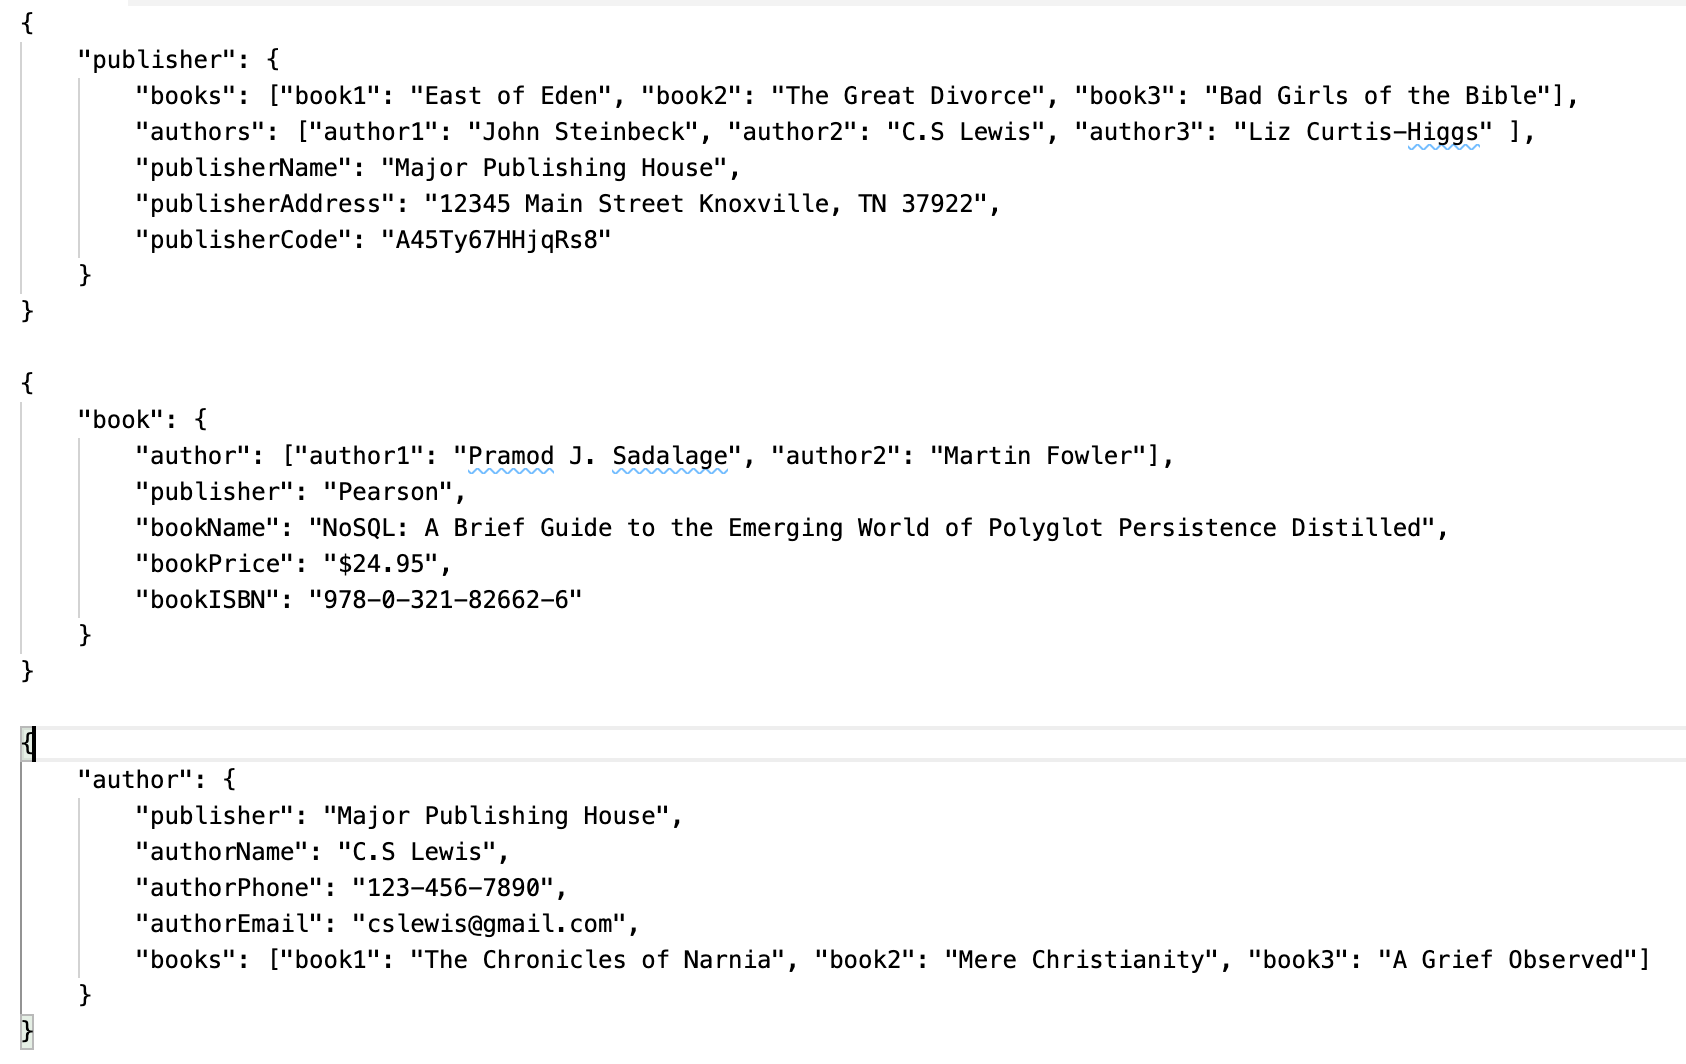 {
    "publisher": {
        "books": ["book1": "East of Eden", "book2": "The Great Divorce", "book3": "Bad Girls of the Bible"],
        "authors": ["author1": "John Steinbeck", "author2": "C.S Lewis", "author3": "Liz Curtis-Higgs" ],
        "publisherName": "Major Publishing House",
        "publisherAddress": "12345 Main Street Knoxville, TN 37922",
        "publisherCode": "A45Ty67HHjqRs8"
    }
}

{
    "book": {
        "author": ["author1": "Pramod J. Sadalage", "author2": "Martin Fowler"],
        "publisher": "Pearson",
        "bookName": "NoSQL: A Brief Guide to the Emerging World of Polyglot Persistence Distilled",
        "bookPrice": "$24.95",
        "bookISBN": "978-0-321-82662-6"
    }
}

{
    "author": {
        "publisher": "Major Publishing House",
        "authorName": "C.S Lewis",
        "authorPhone": "123-456-7890",
        "authorEmail": "cslewis@gmail.com",
        "books": ["book1": "The Chronicles of Narnia", "book2": "Mere Christianity", "book3": "A Grief Observed"]
    }
}